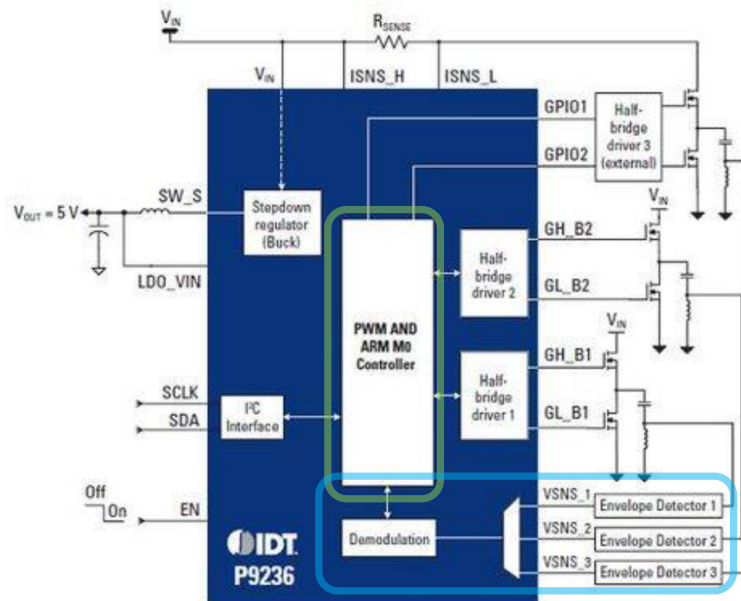 VIN
RSENSE
VIN
ISNS_H
ISNS_L
GPIO1
GPIO2
Half-
bridge
driver 3
(external)
SW_S
VOUT = 5 V
Stepdown
regulator
(Buck)
LDO_VIN
VIN
GH_B2
Half-
bridge
driver 2
GL_B2
PWM AND
ARM M0
Controller
VIN
GH_B1
Half-
bridge
driver 1
GL_B1
SCLK
SDA
I²C
Interface
Off
On
EN
IDT.
P9236
Demodulation
VSNS_1
Envelope Detector 1
VSNS_2
Envelope Detector 2
VSNS_3
Envelope Detector 3